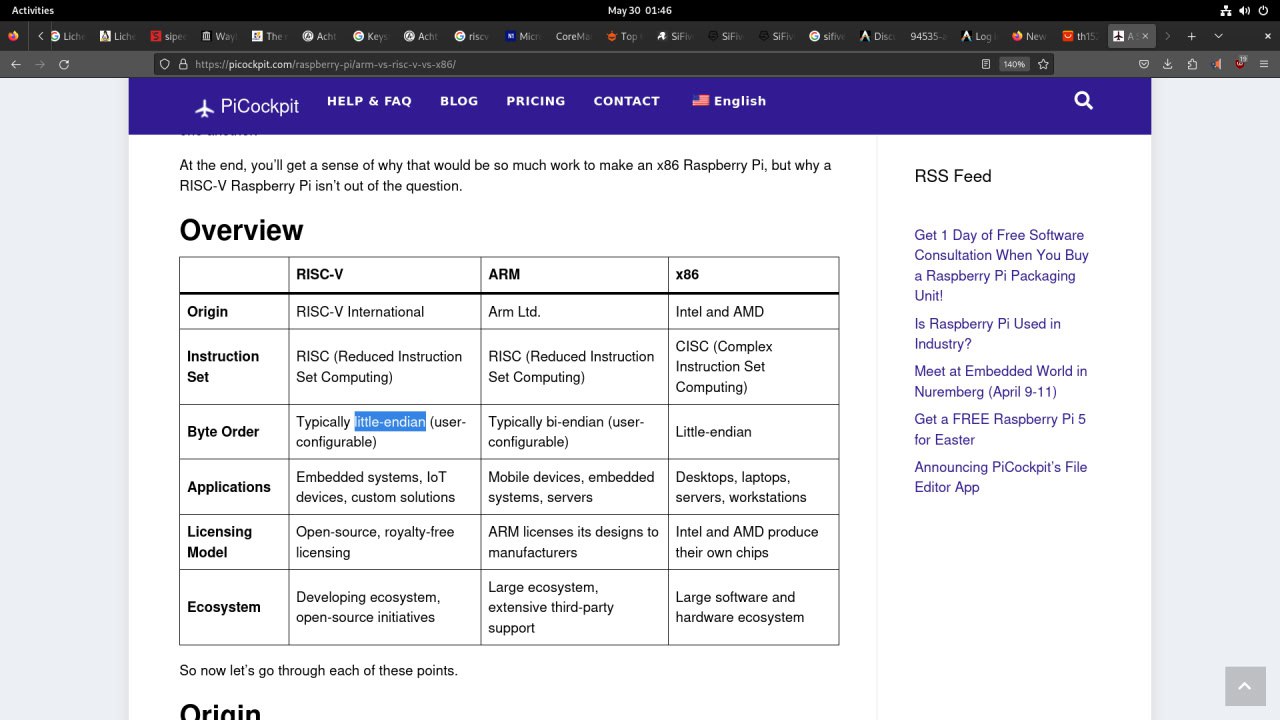 Activities
May 30 01:46
Liche
Liche
sipee
Way
The
Acht
Keys
Acht
riscv
Micr
CoreMa
Top
SiFiv
SiFiv
SiFiv
sifive
Discu
94535-a
Log
New
th15
A
https://picockpit.com/raspberry-pi/arm-vs-risc-v-vs-x86/
140%
PiCockpit
HELP & FAQ
BLOG
PRICING
CONTACT
English
At the end, you’ll get a sense of why that would be so much work to make an x86 Raspberry Pi, but why a
RISC-V Raspberry Pi isn’t out of the question.
Overview
RISC-V
ARM
x86
Origin
RISC-V International
Arm Ltd.
Intel and AMD
Instruction
Set
RISC (Reduced Instruction
Set Computing)
RISC (Reduced Instruction
Set Computing)
CISC (Complex
Instruction Set
Computing)
Byte Order
Typically little-endian (user-
configurable)
Typically bi-endian (user-
configurable)
Little-endian
Applications
Embedded systems, IoT
devices, custom solutions
Mobile devices, embedded
systems, servers
Desktops, laptops,
servers, workstations
Licensing
Model
Open-source, royalty-free
licensing
ARM licenses its designs to
manufacturers
Intel and AMD produce
their own chips
Ecosystem
Developing ecosystem,
open-source initiatives
Large ecosystem,
extensive third-party
support
Large software and
hardware ecosystem
So now let’s go through each of these points.
Origin
RSS Feed
Get 1 Day of Free Software
Consultation When You Buy
a Raspberry Pi Packaging
Unit!
Is Raspberry Pi Used in
Industry?
Meet at Embedded World in
Nuremberg (April 9-11)
Get a FREE Raspberry Pi 5
for Easter
Announcing PiCockpit’s File
Editor App